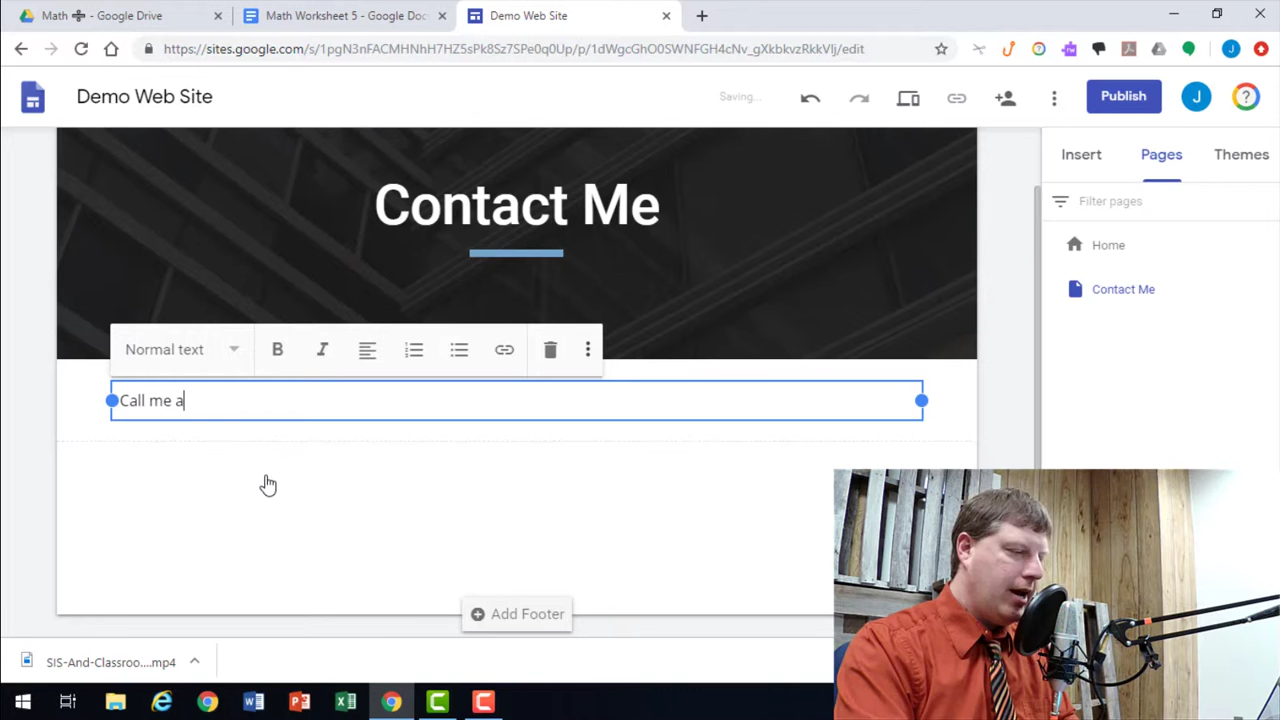 Math ➗ - Google Drive
Math Worksheet 5 - Google Doc
Demo Web Site
https://sites.google.com/s/1pgN3nFACMHNhH7HZ5sPk8Sz7SPe0q0Up/p/1dWgcGhO0SWNFGH4cNv_gXkbkvzRkkVlj/edit
Demo Web Site
Saving...
Publish
J
Insert
Pages
Themes
Filter pages
Home
Contact Me
Contact Me
Normal text
B
I
Call me a
Add Footer
SIS-And-Classroo....mp4